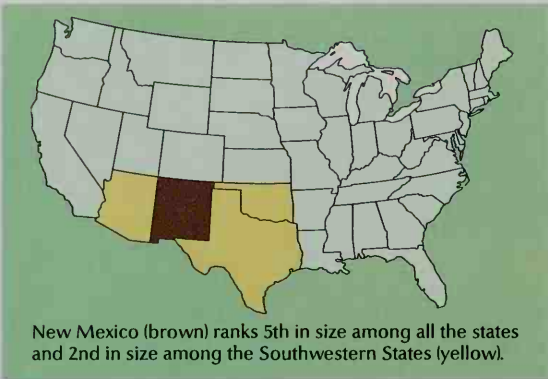 New Mexico (brown) ranks 5th in size among all the states
and 2nd in size among the Southwestern States (yellow).